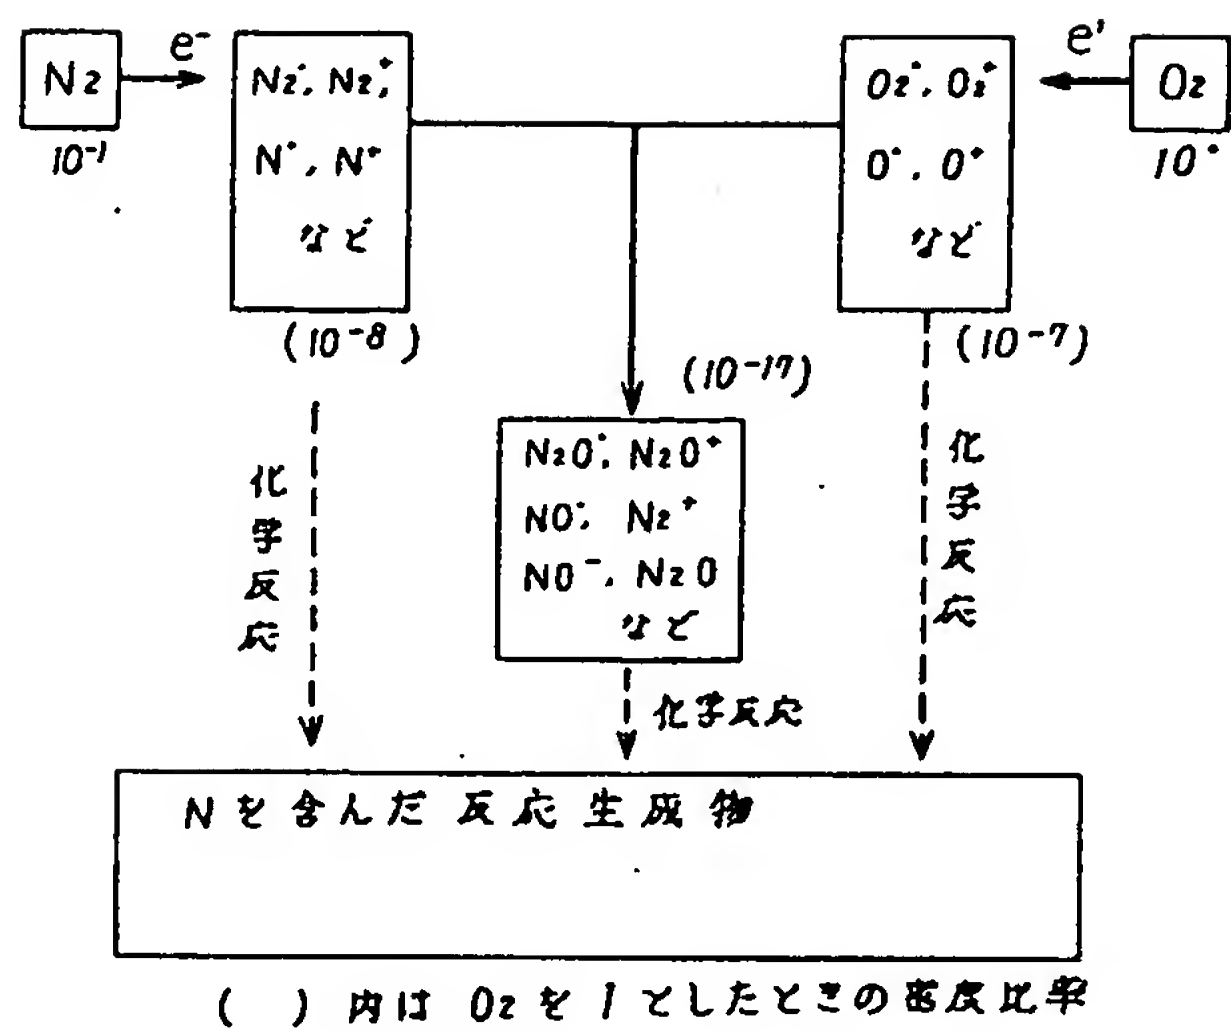 N₂
e⁻
10⁻¹
N₂˙, N₂⁺,
N˙, N⁺
など
(10⁻⁸)
O₂˙, O₂⁺
O˙, O⁺
など
(10⁻⁷)
e'
O₂
10˚
(10⁻¹⁷)
N₂O˙, N₂O⁺
NO˙, N₂⁺
NO⁻, N₂O
など
化学反応
化学反応
化学反応
Nを含んだ反応生成物
( ) 内は O₂を1としたときの密度比率